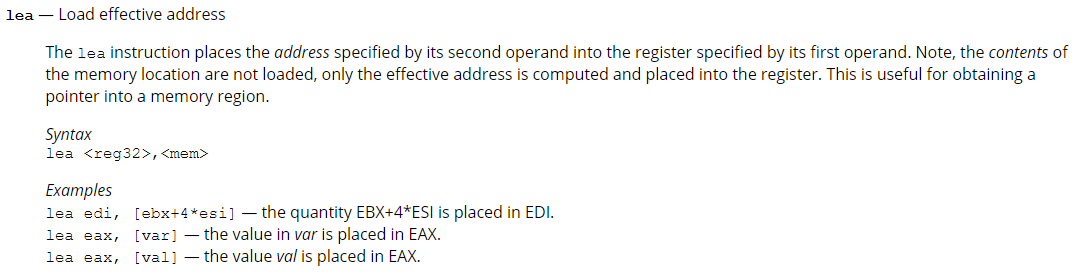 lea — Load effective address
The lea instruction places the address specified by its second operand into the register specified by its first operand. Note, the contents of
the memory location are not loaded, only the effective address is computed and placed into the register. This is useful for obtaining a
pointer into a memory region.
Syntax
lea <reg32>,<mem>
Examples
lea edi, [ebx+4*esi] — the quantity EBX+4*ESI is placed in EDI.
lea eax, [var] — the value in var is placed in EAX.
lea eax, [val] — the value val is placed in EAX.